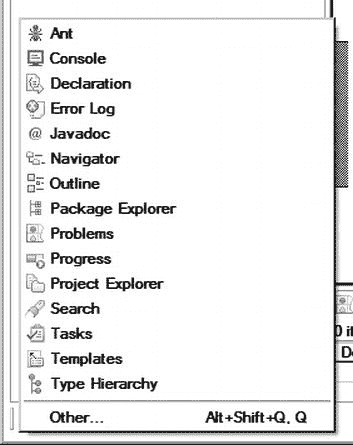 Ant
Console
Declaration
Error Log
@ Javadoc
Navigator
Outline
Package Explorer
Problems
Progress
Project Explorer
Search
Tasks
Templates
Type Hierarchy
Other... Alt+Shift+Q, Q